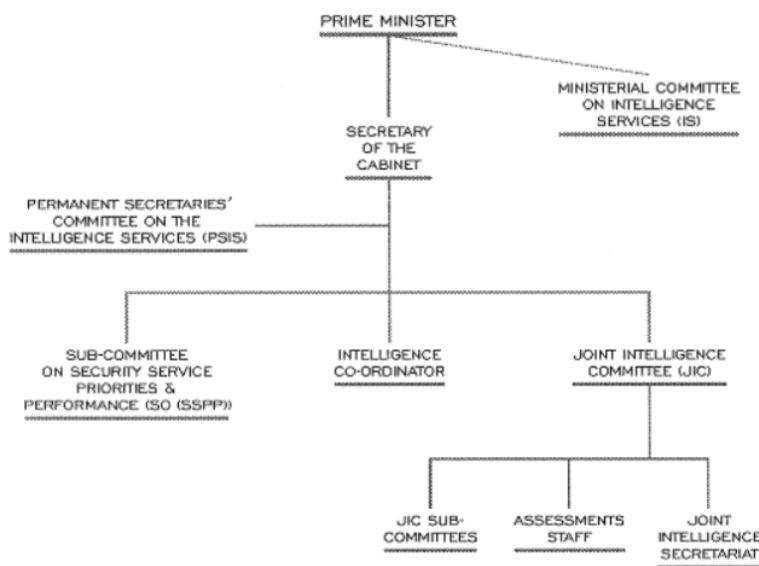 PRIME MINISTER
MINISTERIAL COMMITTEE
ON INTELLIGENCE
SERVICES (IS)
SECRETARY
OF THE
CABINET
PERMANENT SECRETARIES'
COMMITTEE ON THE
INTELLIGENCE SERVICES (PSIS)
SUB-COMMITTEE
ON SECURITY SERVICE
PRIORITIES &
PERFORMANCE (SO (SSPP))
INTELLIGENCE
CO-ORDINATOR
JOINT INTELLIGENCE
COMMITTEE (JIC)
JIC SUB-
COMMITTEES
ASSESSMENTS
STAFF
JOINT
INTELLIGENCE
SECRETARIAT